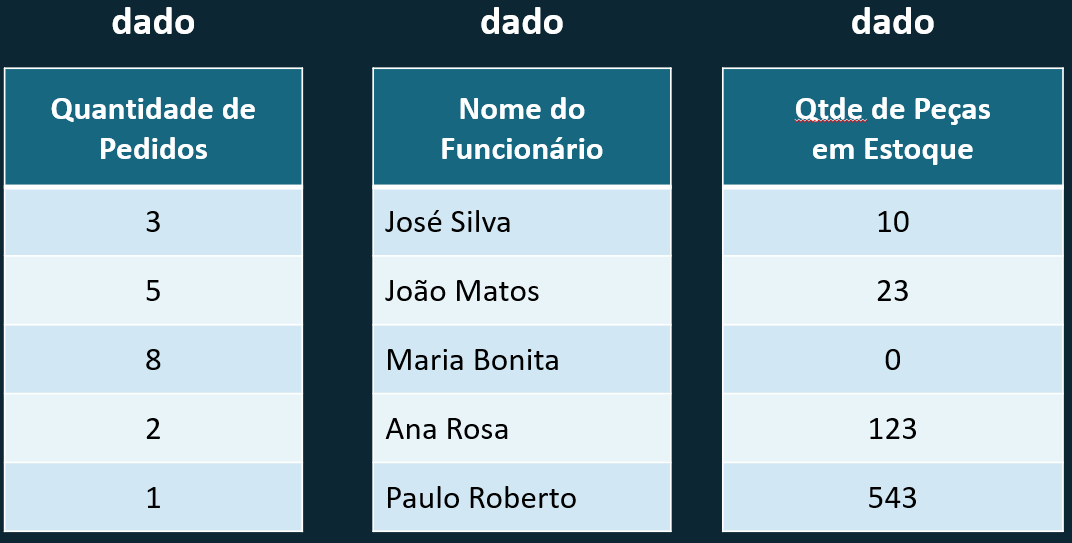 dado
dado
dado
Quantidade de
Pedidos
3
5
8
2
1
Nome do
Funcionário
José Silva
João Matos
Maria Bonita
Ana Rosa
Paulo Roberto
Qtde de Peças
em Estoque
10
23
0
123
543